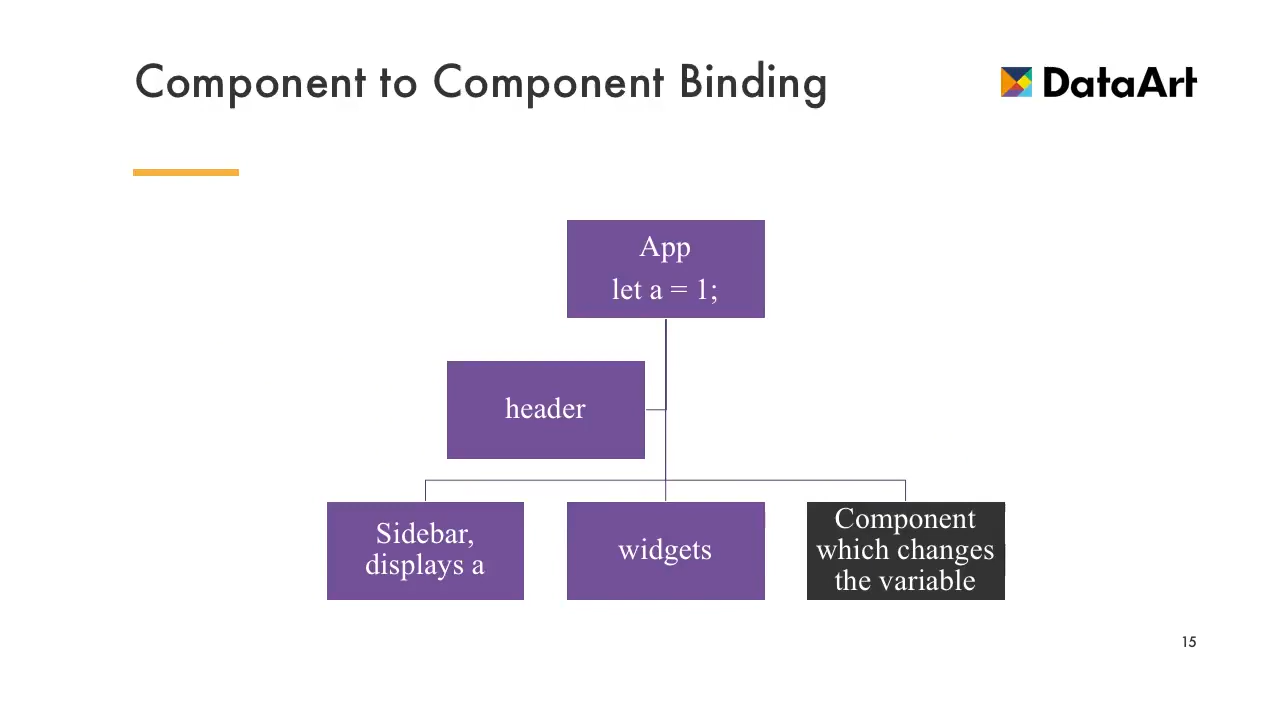 Component to Component Binding
DataArt
App
let a = 1;
header
Sidebar,
displays a
widgets
Component
which changes
the variable
15